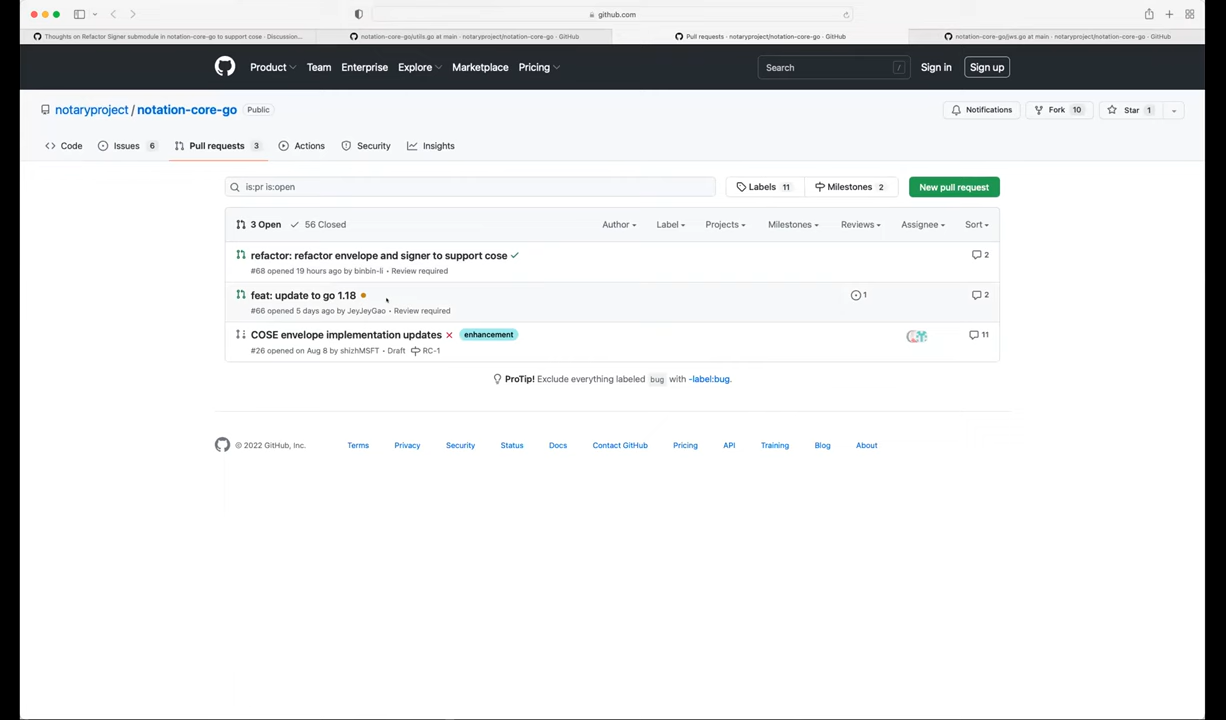 github.com
Thoughts on Refactor Signer submodule in notation-core-go to support cose - Discussion...
notation-core-go/utils.go at main · notaryproject/notation-core-go · GitHub
Pull requests · notaryproject/notation-core-go · GitHub
notation-core-go/jws.go at main · notaryproject/notation-core-go · GitHub
Product Team Enterprise Explore Marketplace Pricing Search / Sign in Sign up
notaryproject / notation-core-go Public Notifications Fork 10 Star 1
Code Issues 6 Pull requests 3 Actions Security Insights
is:pr is:open Labels 11 Milestones 2 New pull request
3 Open 56 Closed Author Label Projects Milestones Reviews Assignee Sort
refactor: refactor envelope and signer to support cose 2
#68 opened 19 hours ago by binbin-li • Review required
feat: update to go 1.18 1 2
#66 opened 5 days ago by JeyJeyGao • Review required
COSE envelope implementation updates enhancement 11
#26 opened on Aug 8 by shizhMSFT • Draft RC-1
ProTip! Exclude everything labeled bug with -label:bug.
© 2022 GitHub, Inc. Terms Privacy Security Status Docs Contact GitHub Pricing API Training Blog About